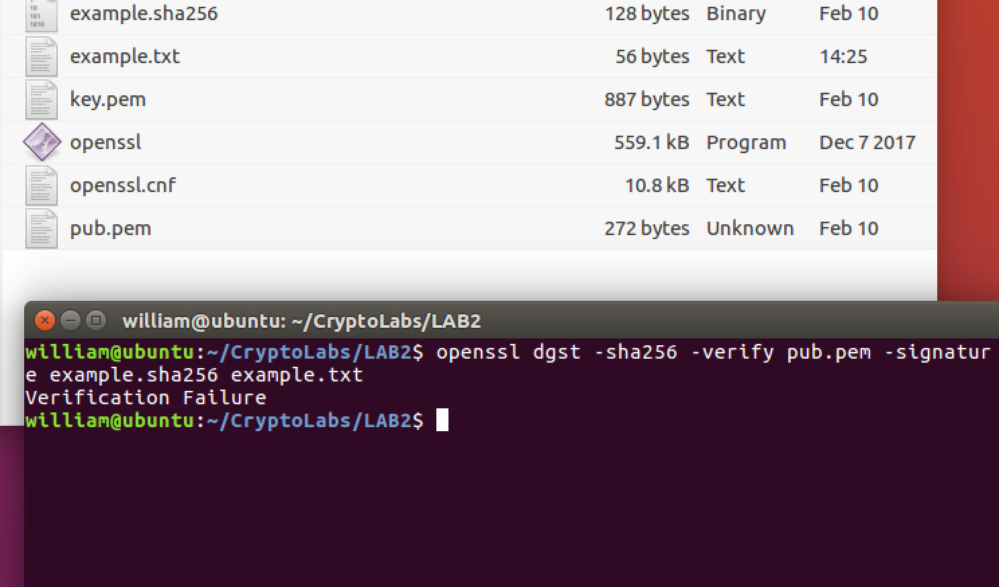 example.sha256 128 bytes Binary Feb 10
example.txt 56 bytes Text 14:25
key.pem 887 bytes Text Feb 10
openssl 559.1 kB Program Dec 7 2017
openssl.cnf 10.8 kB Text Feb 10
pub.pem 272 bytes Unknown Feb 10
william@ubuntu: ~/CryptoLabs/LAB2
william@ubuntu:~/CryptoLabs/LAB2$ openssl dgst -sha256 -verify pub.pem -signatur
e example.sha256 example.txt
Verification Failure
william@ubuntu:~/CryptoLabs/LAB2$